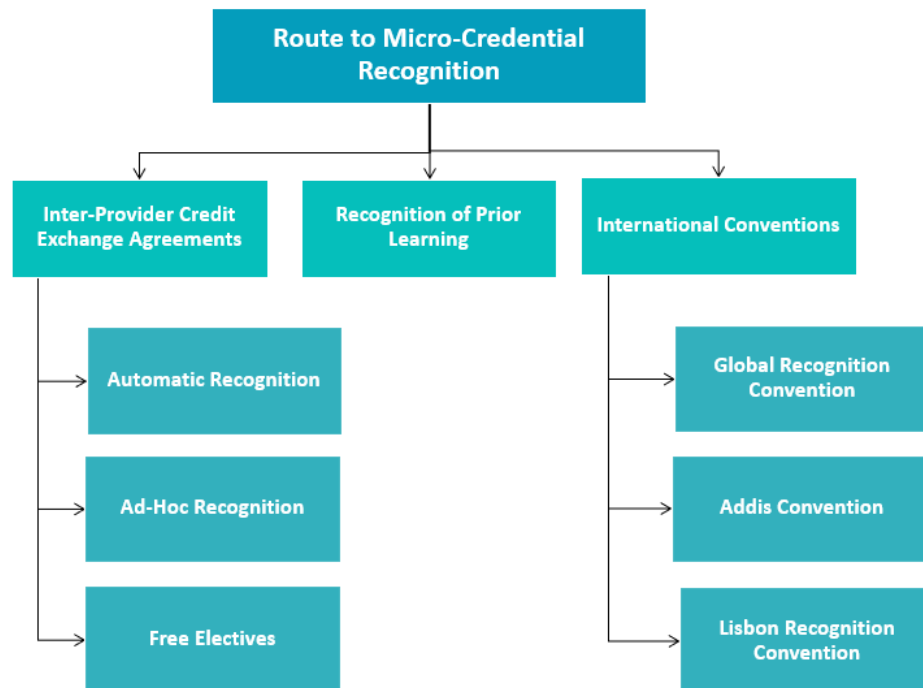 Route to Micro-Credential
Recognition
Inter-Provider Credit
Exchange Agreements
Recognition of Prior
Learning
International Conventions
Automatic Recognition
Ad-Hoc Recognition
Free Electives
Global Recognition
Convention
Addis Convention
Lisbon Recognition
Convention